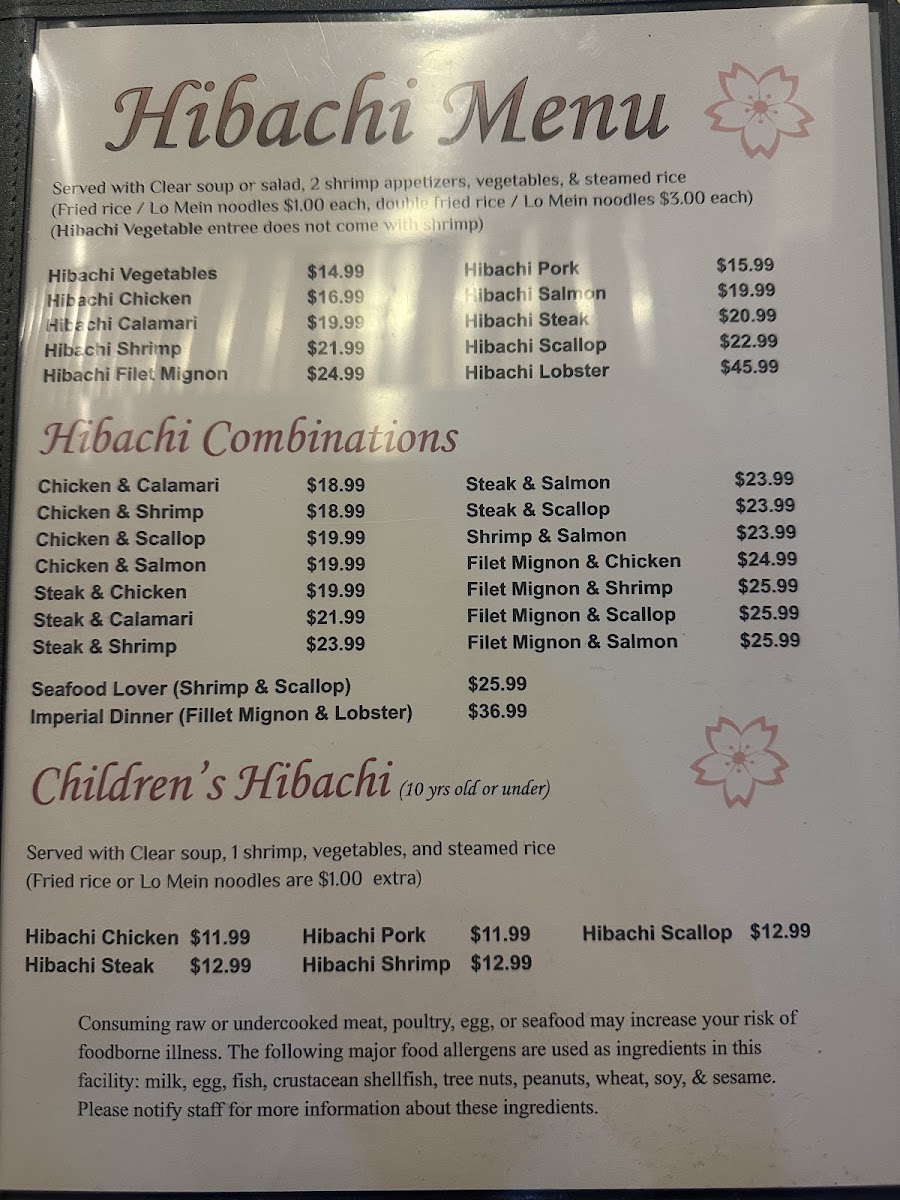 Hibachi Menu
Served with Clear soup or salad, 2 shrimp appetizers, vegetables, & steamed rice
(Fried rice / Lo Mein noodles $1.00 each, double fried rice / Lo Mein noodles $3.00 each)
(Hibachi Vegetable entree does not come with shrimp)
Hibachi Vegetables $14.99 Hibachi Pork $15.99
Hibachi Chicken $16.99 Hibachi Salmon $19.99
Hibachi Calamari $19.99 Hibachi Steak $20.99
Hibachi Shrimp $21.99 Hibachi Scallop $22.99
Hibachi Filet Mignon $24.99 Hibachi Lobster $45.99
Hibachi Combinations
Chicken & Calamari $18.99 Steak & Salmon $23.99
Chicken & Shrimp $18.99 Steak & Scallop $23.99
Chicken & Scallop $19.99 Shrimp & Salmon $23.99
Chicken & Salmon $19.99 Filet Mignon & Chicken $24.99
Steak & Chicken $19.99 Filet Mignon & Shrimp $25.99
Steak & Calamari $21.99 Filet Mignon & Scallop $25.99
Steak & Shrimp $23.99 Filet Mignon & Salmon $25.99
Seafood Lover (Shrimp & Scallop) $25.99
Imperial Dinner (Fillet Mignon & Lobster) $36.99
Children's Hibachi (10 yrs old or under)
Served with Clear soup, 1 shrimp, vegetables, and steamed rice
(Fried rice or Lo Mein noodles are $1.00 extra)
Hibachi Chicken $11.99 Hibachi Pork $11.99 Hibachi Scallop $12.99
Hibachi Steak $12.99 Hibachi Shrimp $12.99
Consuming raw or undercooked meat, poultry, egg, or seafood may increase your risk of
foodborne illness. The following major food allergens are used as ingredients in this
facility: milk, egg, fish, crustacean shellfish, tree nuts, peanuts, wheat, soy, & sesame.
Please notify staff for more information about these ingredients.